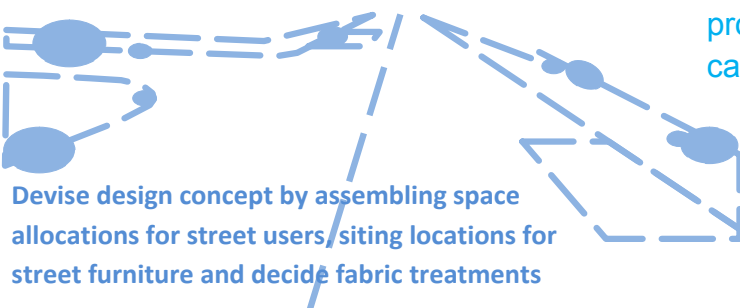 Devise design concept by assembling space
allocations for street users, siting locations for
street furniture and decide fabric treatments